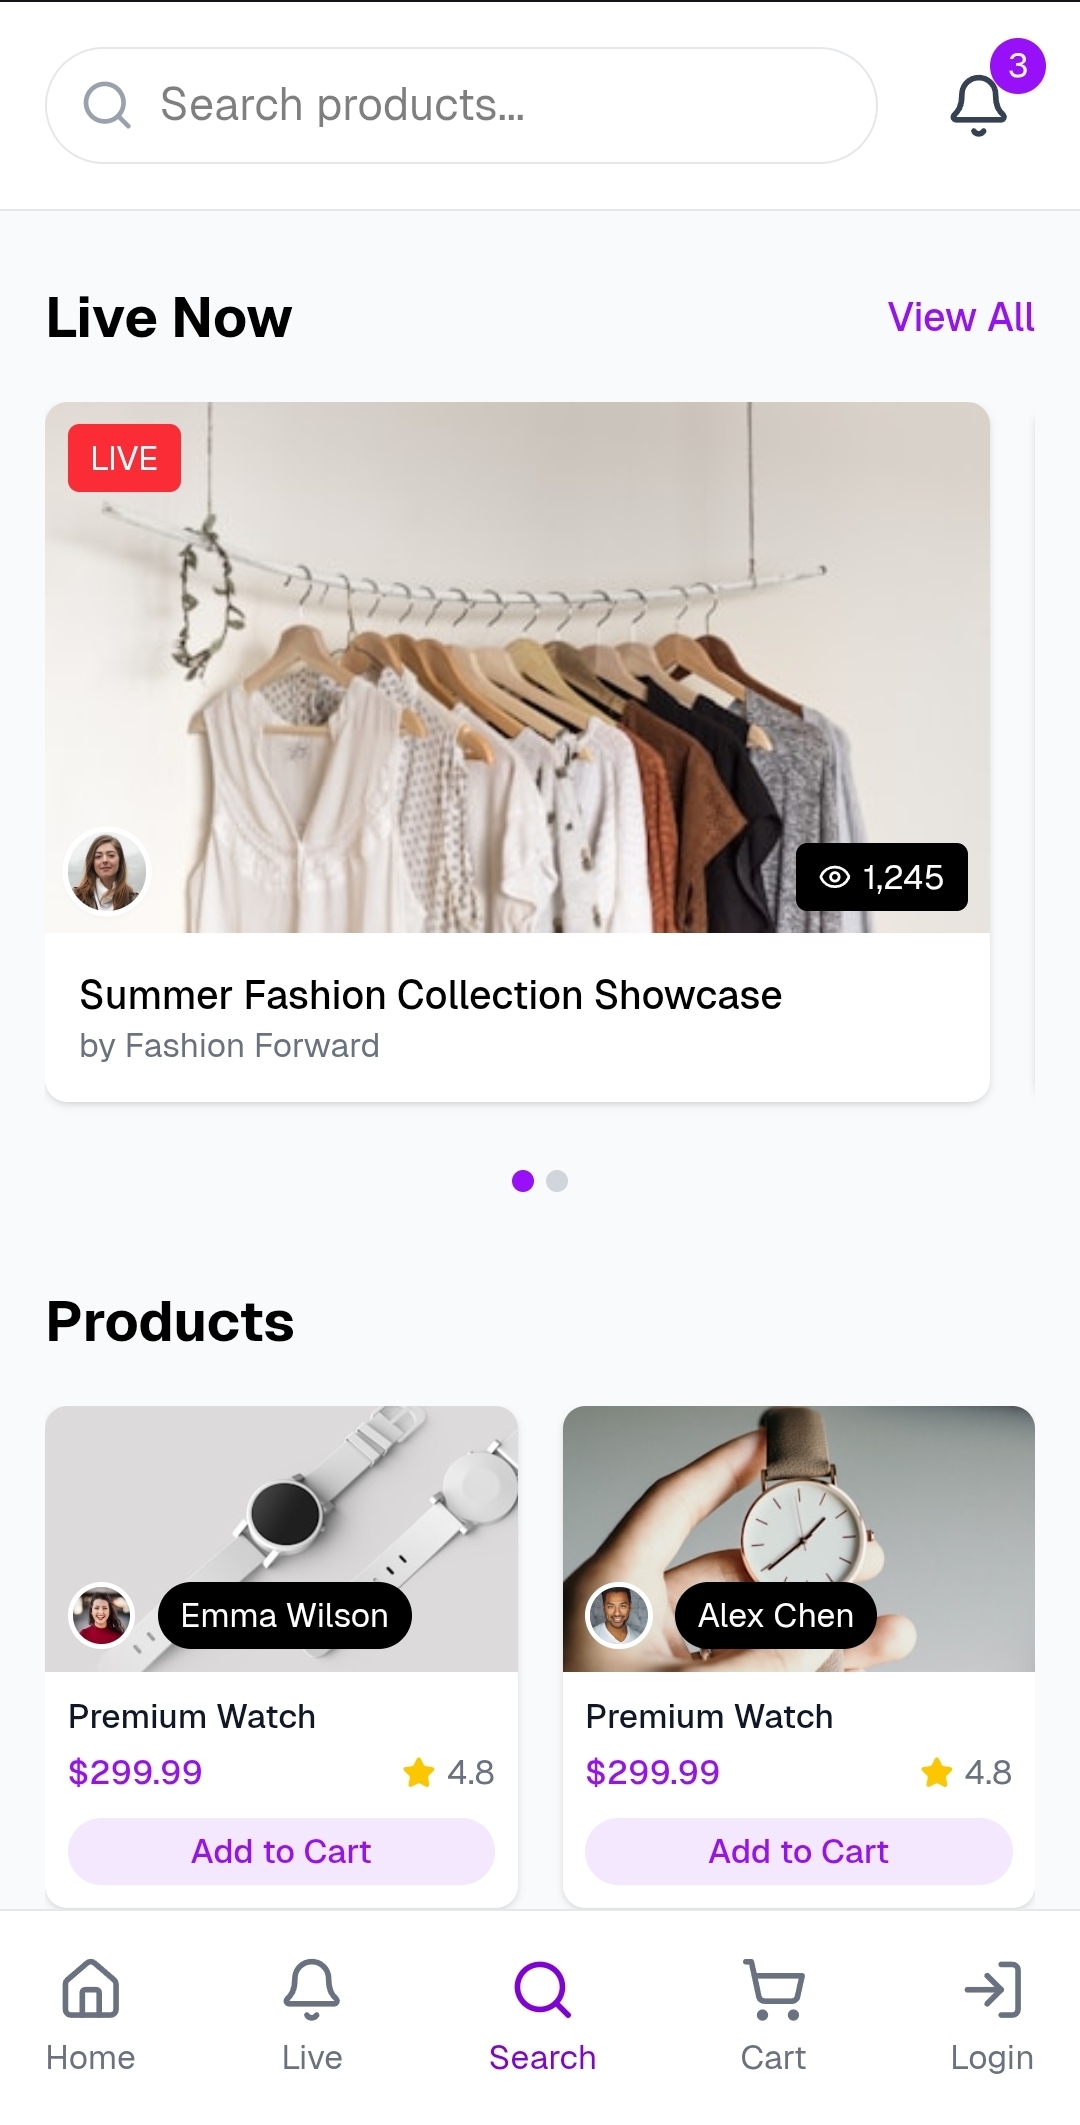 Search products...
3
Live Now
View All
LIVE
1,245
Summer Fashion Collection Showcase
by Fashion Forward
Products
Emma Wilson
Alex Chen
Premium Watch
Premium Watch
$299.99
4.8
$299.99
4.8
Add to Cart
Add to Cart
Home
Live
Search
Cart
Login